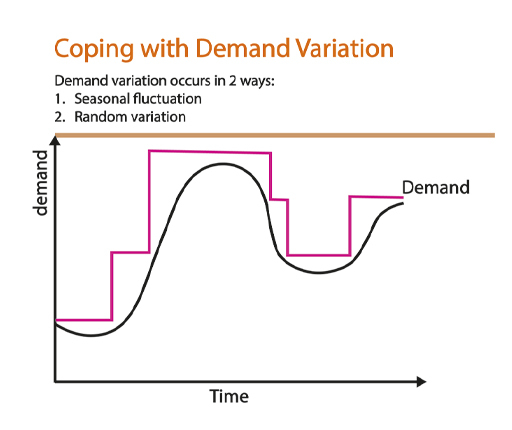 Coping with Demand Variation
Demand variation occurs in 2 ways:
1. Seasonal fluctuation
2. Random variation
demand
Demand
Time